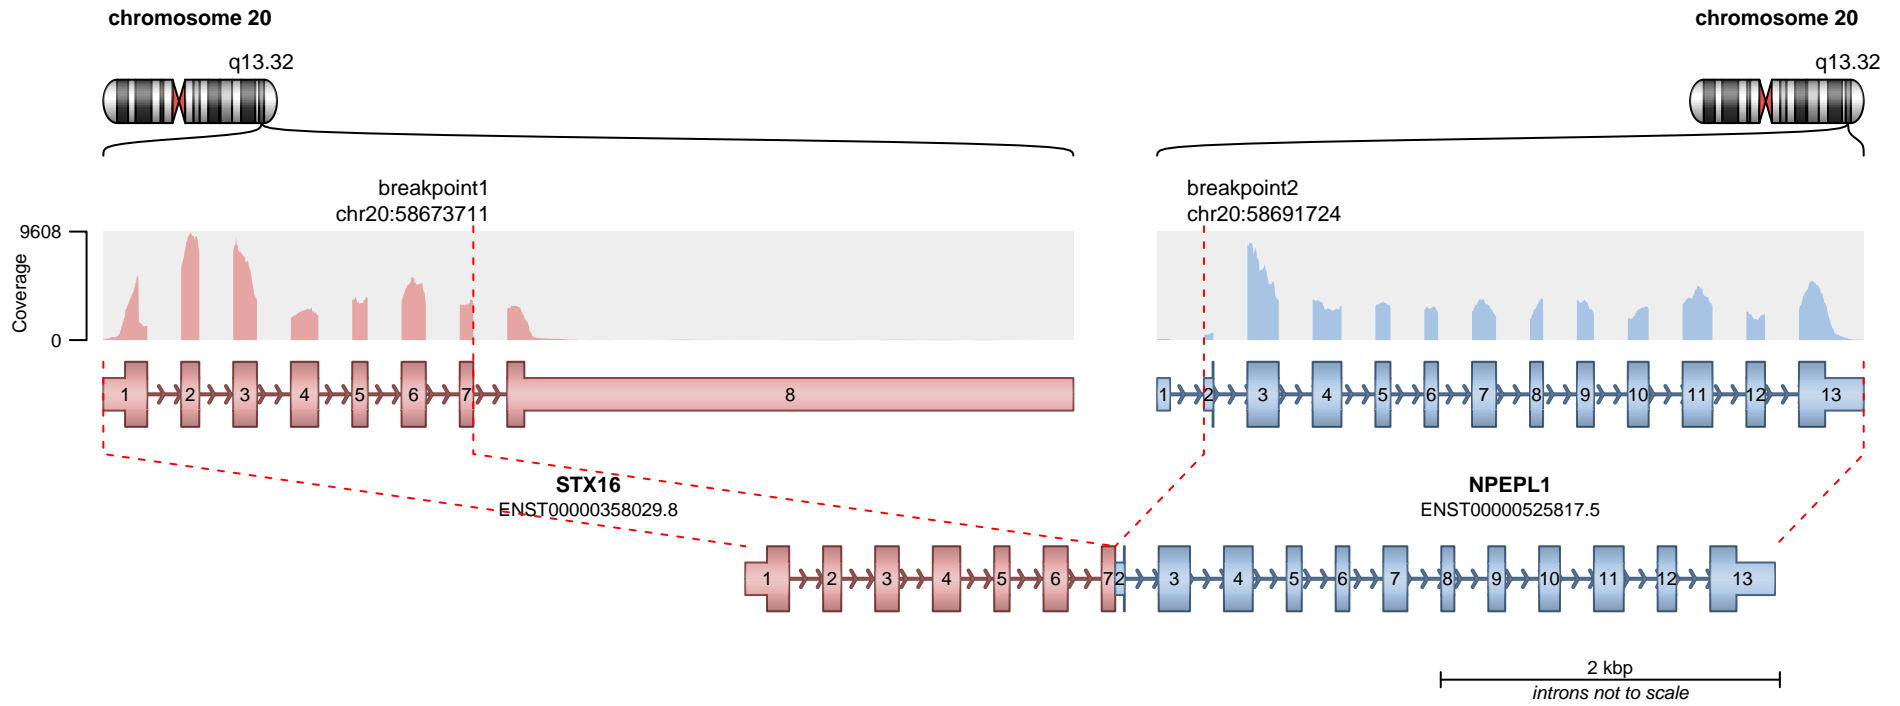 chromosome 20
chromosome 20
q13.32
q13.32
breakpoint1
chr20:58673711
breakpoint2
chr20:58691724
9608
Coverage
0
1 2 3 4 5 6 7 8
1 2 3 4 5 6 7 8 9 10 11 12 13
STX16
ENST00000358029.8
NPEPL1
ENST00000525817.5
1 2 3 4 5 6 7 2 3 4 5 6 7 8 9 10 11 12 13
2 kbp
introns not to scale